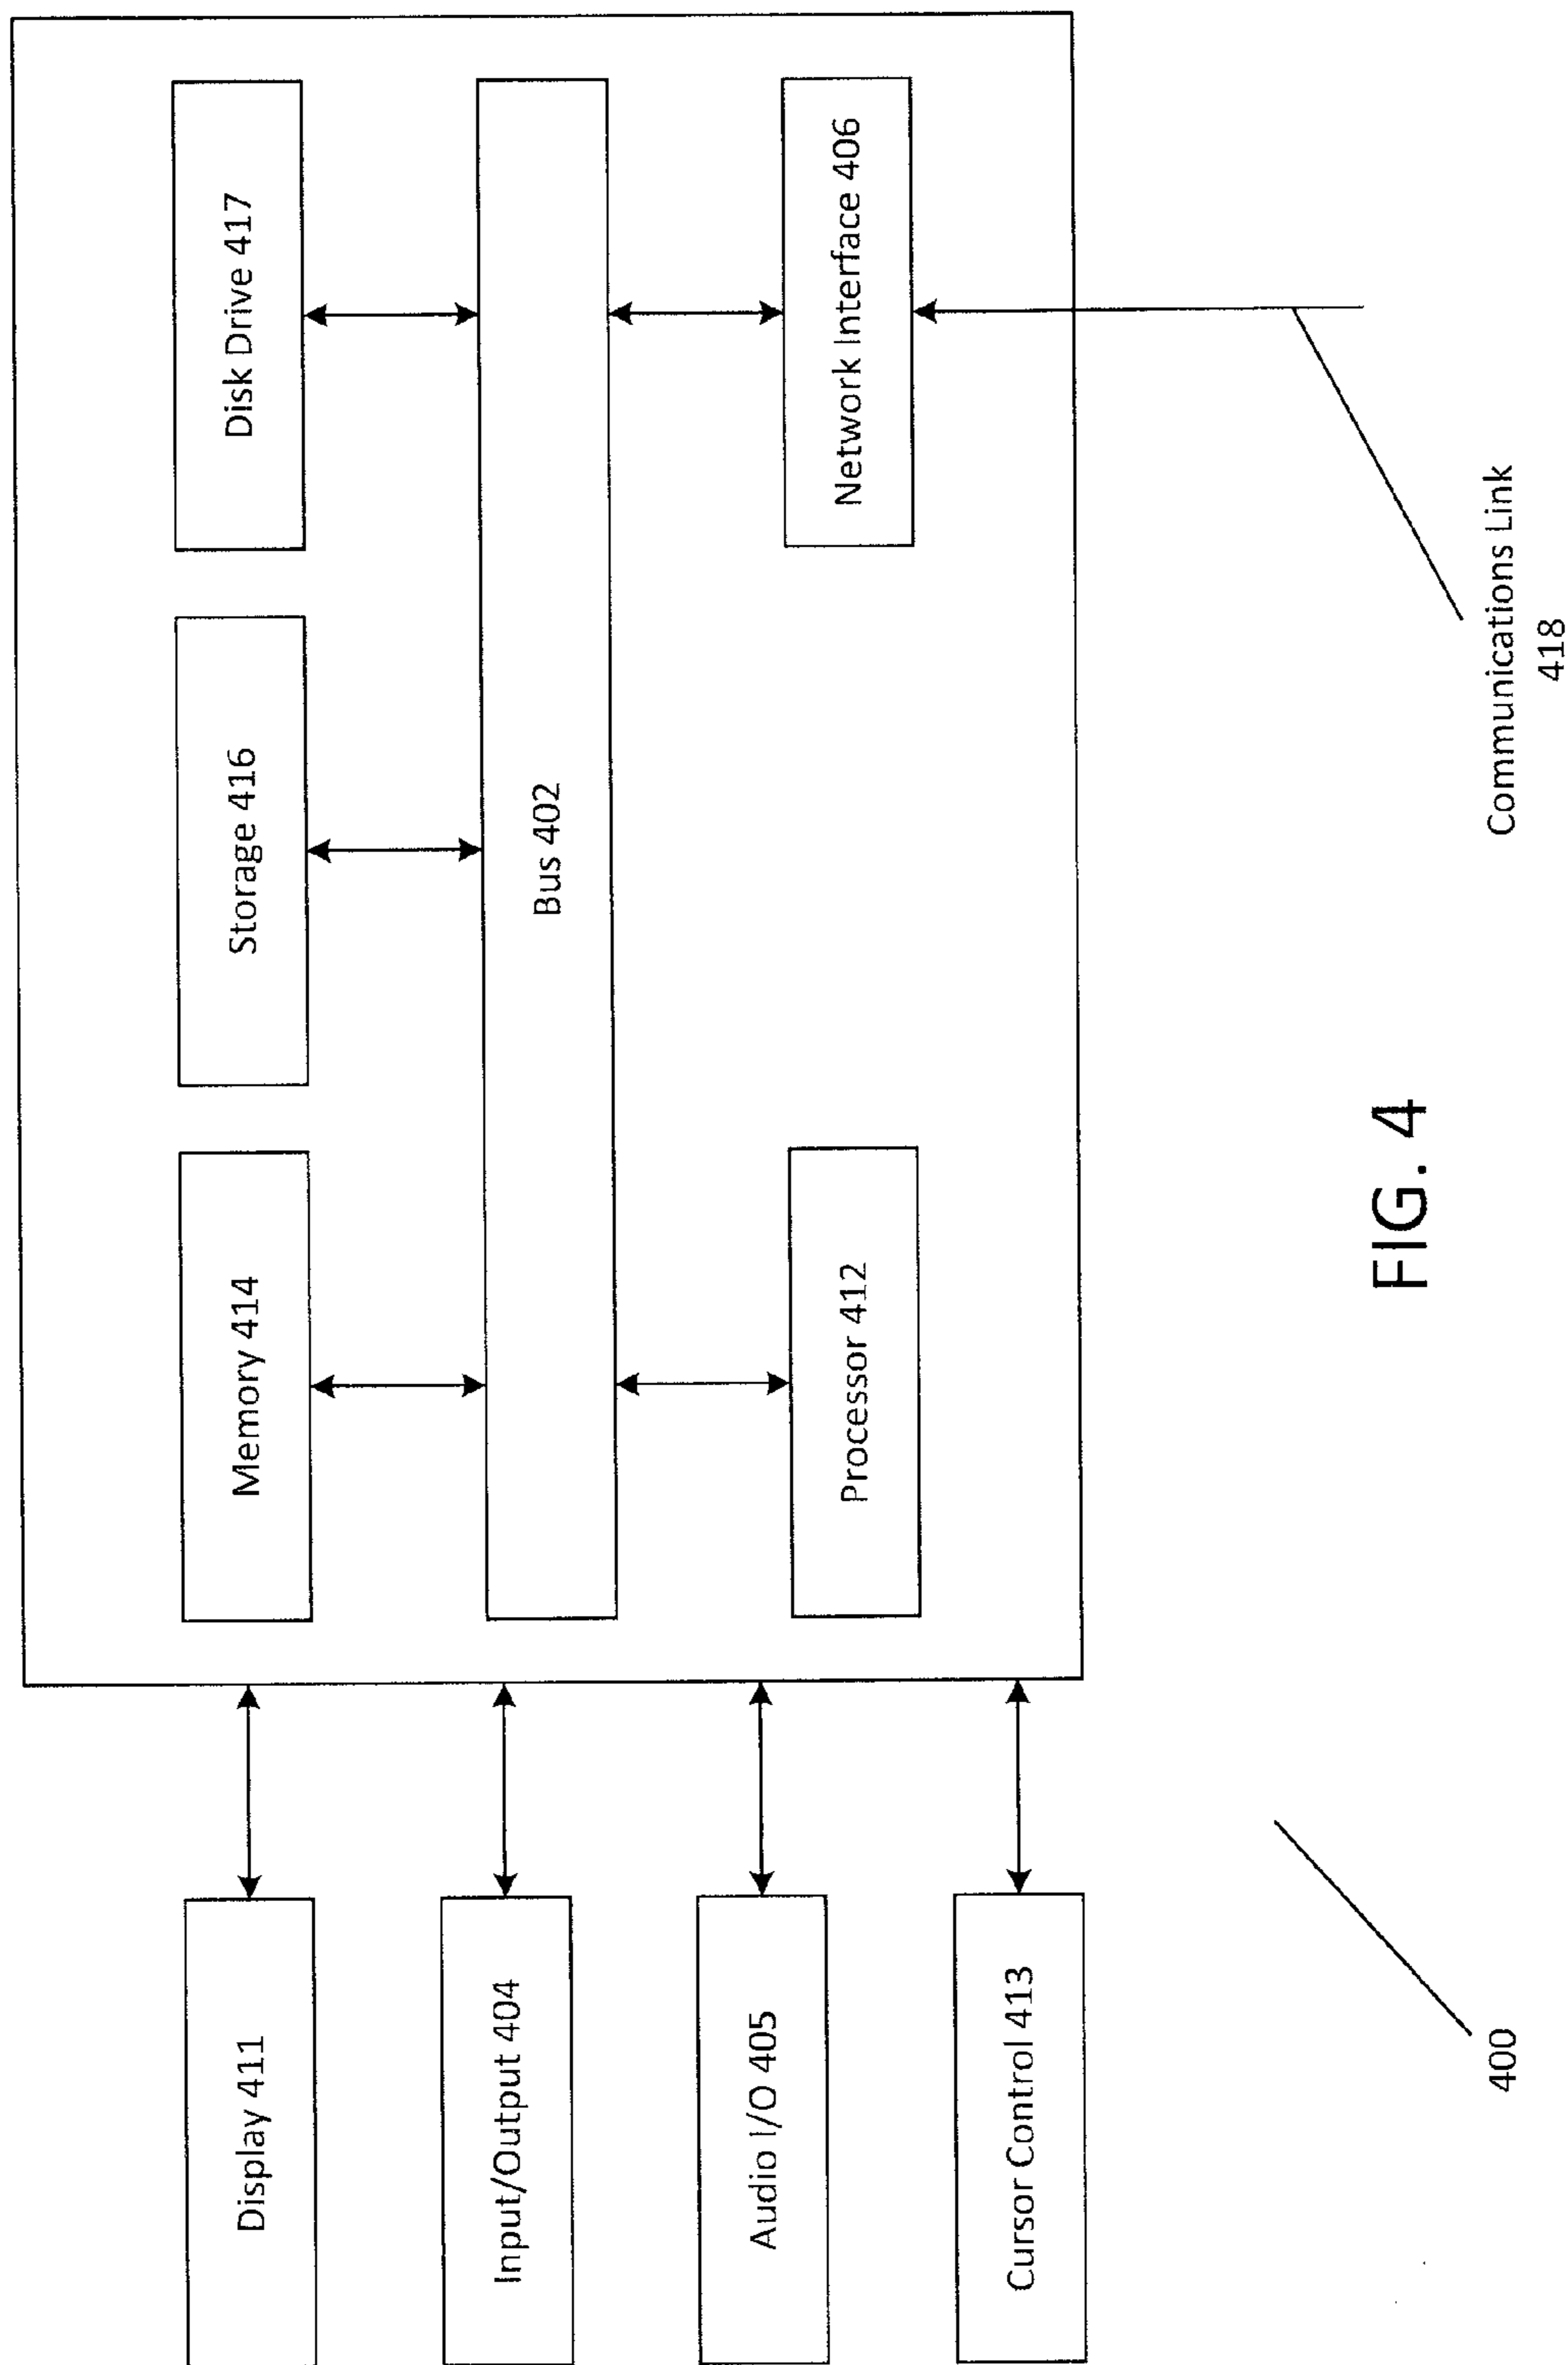 Display 411
Memory 414
Storage 416
Disk Drive 417
Input/Output 404
Bus 402
Audio I/O 405
Processor 412
Network Interface 406
Cursor Control 413
FIG. 4
400
Communications Link
418